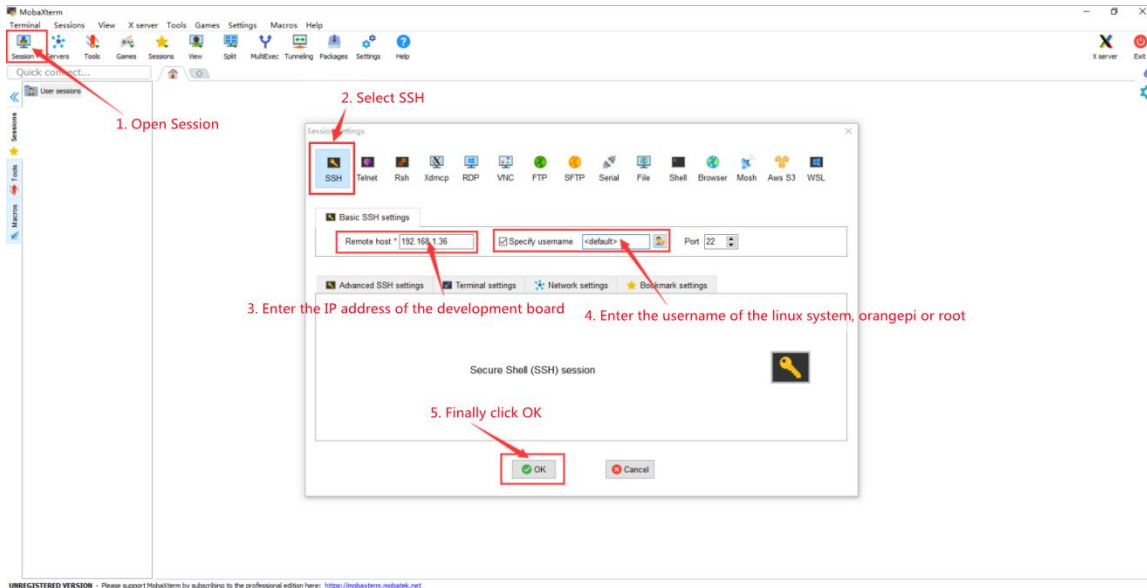 MobaXterm
Terminal Sessions View X server Tools Games Settings Macros Help
Session Servers Tools Games Sessions View Split MultiExec Tunneling Packages Settings Help
X server Exit
Quick connect...
User sessions
Sessions
Tools
Macros
1. Open Session
2. Select SSH
Session settings
SSH Telnet Rsh Xdmcp RDP VNC FTP SFTP Serial File Shell Browser Mosh Aws S3 WSL
Basic SSH settings
Remote host * 192.168.1.36 Specify username <default> Port 22
Advanced SSH settings Terminal settings Network settings Bookmark settings
3. Enter the IP address of the development board
4. Enter the username of the linux system, orangepi or root
Secure Shell (SSH) session
5. Finally click OK
OK Cancel
UNREGISTERED VERSION - Please support MobaXterm by subscribing to the professional edition here: https://mobaxterm.mobatek.net